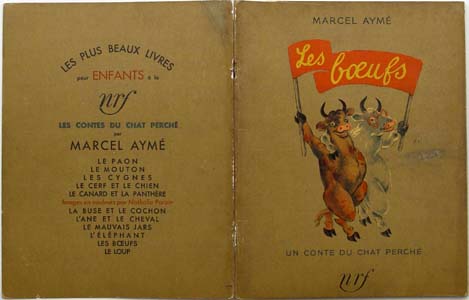 LES PLUS BEAUX LIVRES
pour ENFANTS à la
nrf
LES CONTES DU CHAT PERCHÉ
par
MARCEL AYMÉ
LE PAON
LE MOUTON
LES CYGNES
LE CERF ET LE CHIEN
LE CANARD ET LA PANTHÈRE
Images en couleurs par Nathalie Parain
LA BUSE ET LE COCHON
L'ANE ET LE CHEVAL
LE MAUVAIS JARS
L'ÉLÉPHANT
LES BŒUFS
LE LOUP
MARCEL AYMÉ
Les bœufs
UN CONTE DU CHAT PERCHÉ
nrf